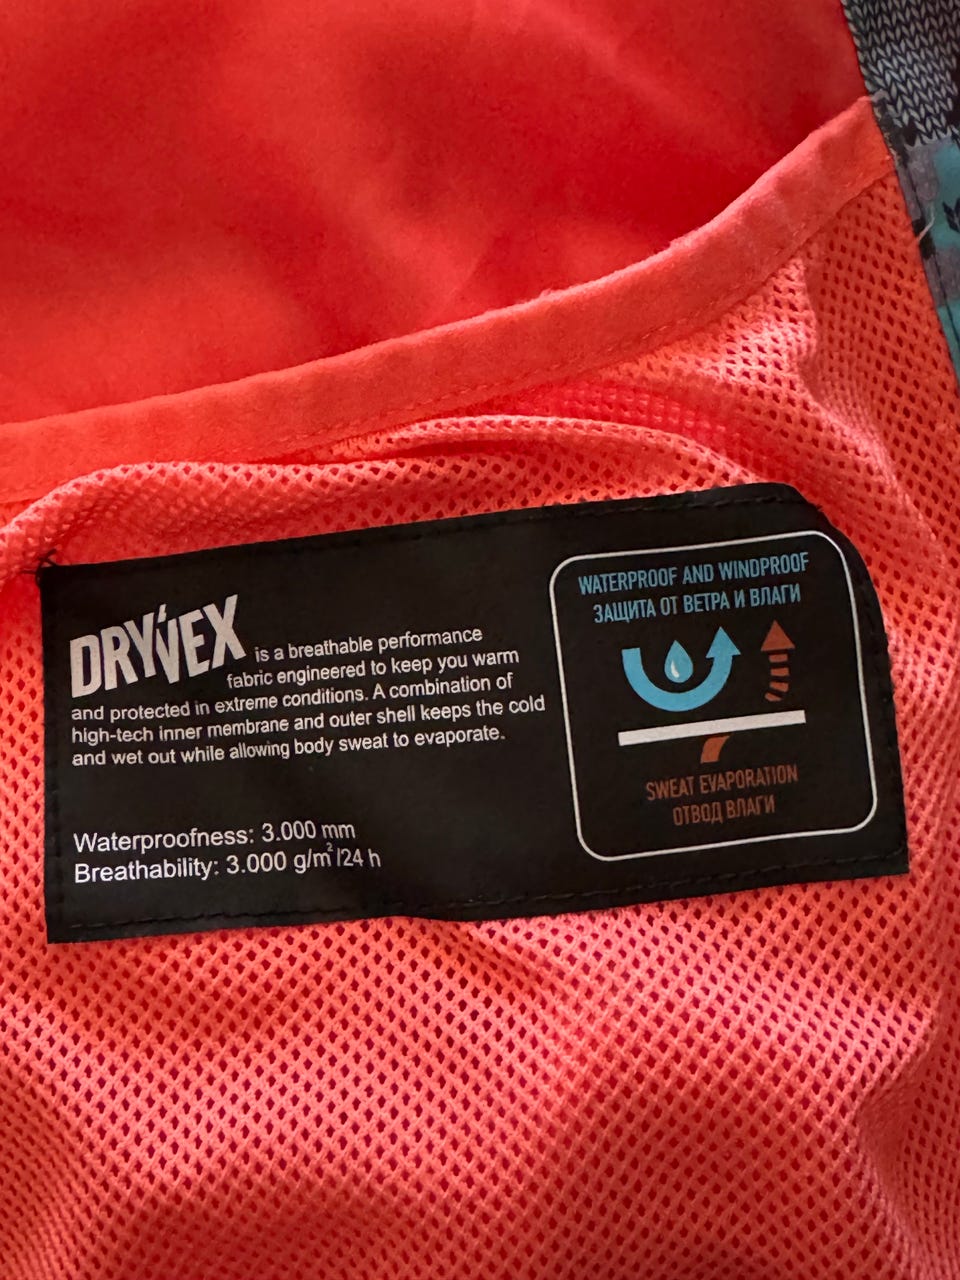 DRYVEX is a breathable performance
fabric engineered to keep you warm
and protected in extreme conditions. A combination of
high-tech inner membrane and outer shell keeps the cold
and wet out while allowing body sweat to evaporate.
Waterproofness: 3.000 mm
Breathability: 3.000 g/m²/24 h
WATERPROOF AND WINDPROOF
ЗАЩИТА ОТ ВЕТРА И ВЛАГИ
SWEAT EVAPORATION
ОТВОД ВЛАГИ